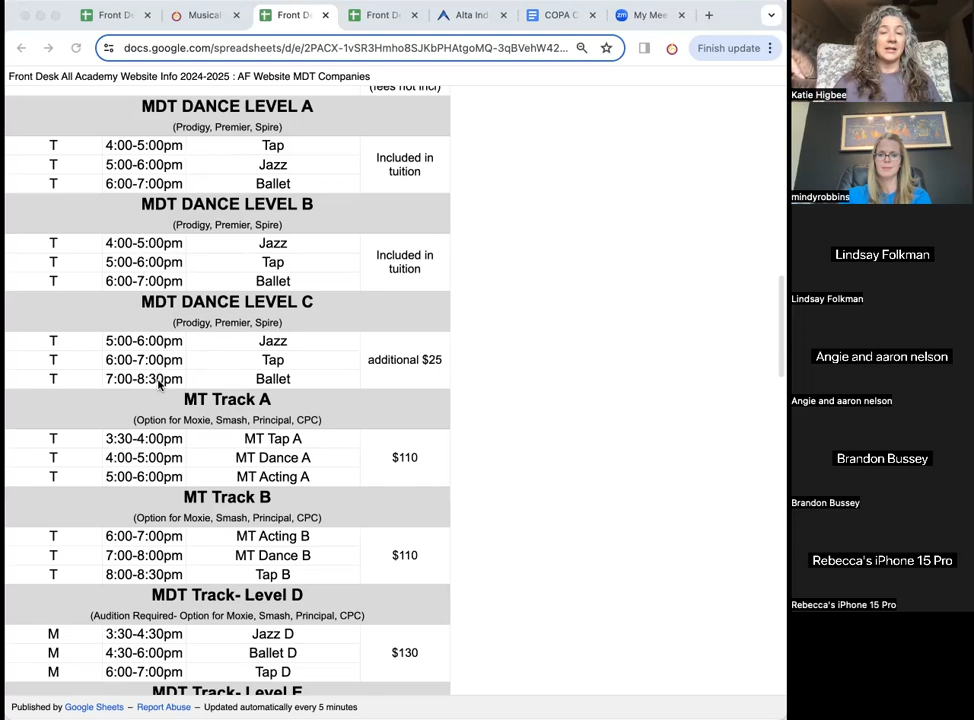 Front D
Musical
Front D
Front D
Alta Ind
COPA C
My Mee
docs.google.com/spreadsheets/d/e/2PACX-1vSR3Hmho8SJKbPHAtgoMQ-3qBVehW42...
Finish update
Front Desk All Academy Website Info 2024-2025 : AF Website MDT Companies
(fees not incl)
MDT DANCE LEVEL A
(Prodigy, Premier, Spire)
T 4:00-5:00pm Tap
T 5:00-6:00pm Jazz
T 6:00-7:00pm Ballet
Included in
tuition
MDT DANCE LEVEL B
(Prodigy, Premier, Spire)
T 4:00-5:00pm Jazz
T 5:00-6:00pm Tap
T 6:00-7:00pm Ballet
Included in
tuition
MDT DANCE LEVEL C
(Prodigy, Premier, Spire)
T 5:00-6:00pm Jazz
T 6:00-7:00pm Tap additional $25
T 7:00-8:30pm Ballet
MT Track A
(Option for Moxie, Smash, Principal, CPC)
T 3:30-4:00pm MT Tap A
T 4:00-5:00pm MT Dance A $110
T 5:00-6:00pm MT Acting A
MT Track B
(Option for Moxie, Smash, Principal, CPC)
T 6:00-7:00pm MT Acting B
T 7:00-8:00pm MT Dance B $110
T 8:00-8:30pm Tap B
MDT Track- Level D
(Audition Required- Option for Moxie, Smash, Principal, CPC)
M 3:30-4:30pm Jazz D
M 4:30-6:00pm Ballet D $130
M 6:00-7:00pm Tap D
MDT Track- Level E
Published by Google Sheets – Report Abuse – Updated automatically every 5 minutes
Katie Higbee
mindyrobbins
Lindsay Folkman
Lindsay Folkman
Angie and aaron nelson
Angie and aaron nelson
Brandon Bussey
Brandon Bussey
Rebecca's iPhone 15 Pro
Rebecca's iPhone 15 Pro